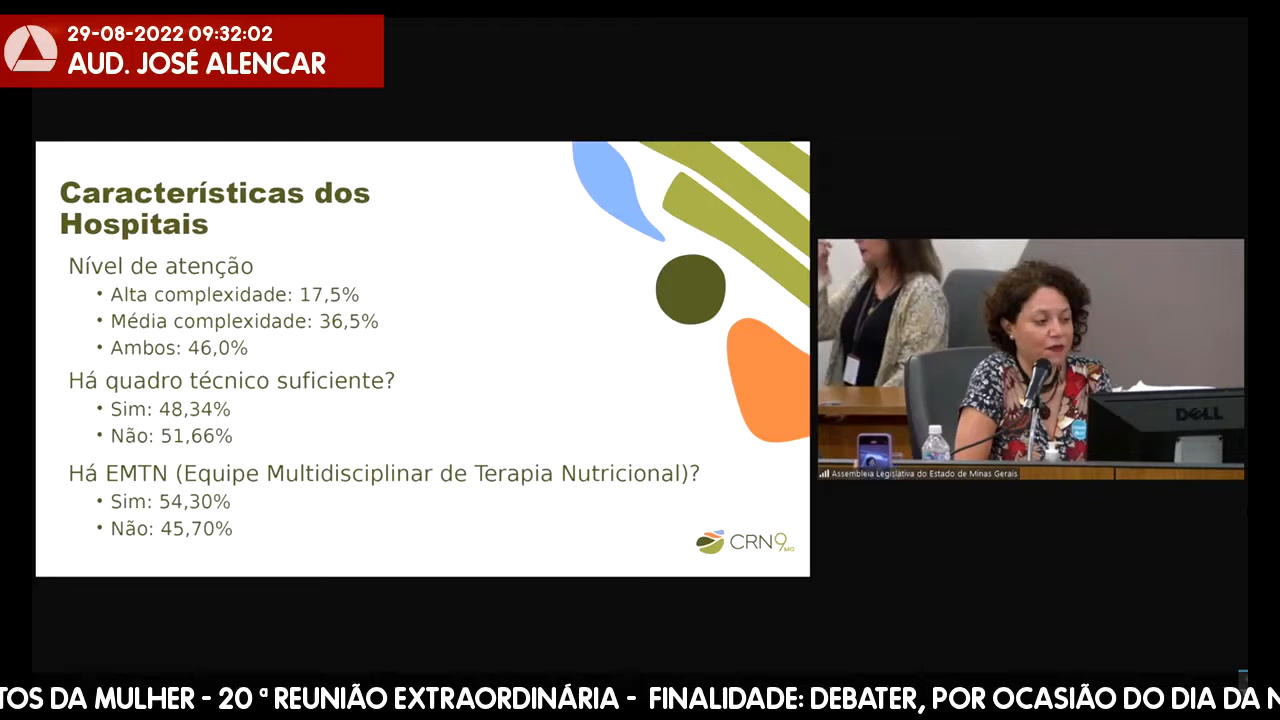 29-08-2022 09:32:02
AUD. JOSÉ ALENCAR
Características dos
Hospitais
Nível de atenção
• Alta complexidade: 17,5%
• Média complexidade: 36,5%
• Ambos: 46,0%
Há quadro técnico suficiente?
• Sim: 48,34%
• Não: 51,66%
Há EMTN (Equipe Multidisciplinar de Terapia Nutricional)?
• Sim: 54,30%
• Não: 45,70%
CRN9 MG
DELL
Assembleia Legislativa do Estado de Minas Gerais
TOS DA MULHER - 20 ª REUNIÃO EXTRAORDINÁRIA - FINALIDADE: DEBATER, POR OCASIÃO DO DIA DA N